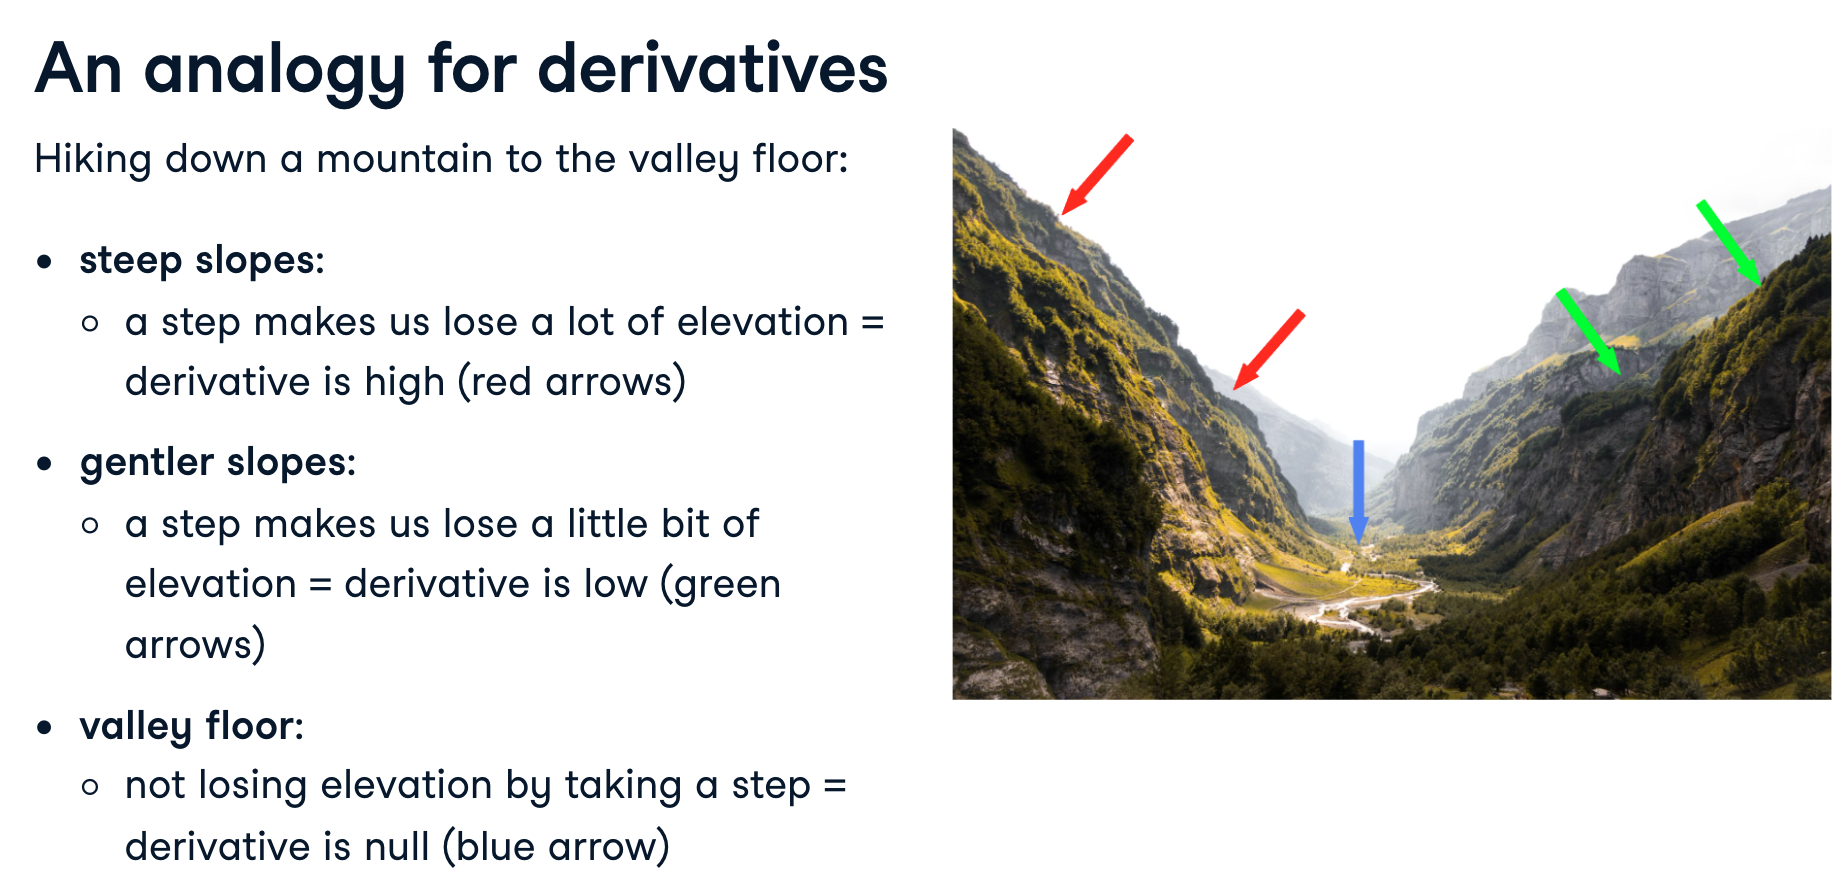 An analogy for derivatives
Hiking down a mountain to the valley floor:
• steep slopes:
○ a step makes us lose a lot of elevation =
derivative is high (red arrows)
• gentler slopes:
○ a step makes us lose a little bit of
elevation = derivative is low (green
arrows)
• valley floor:
○ not losing elevation by taking a step =
derivative is null (blue arrow)